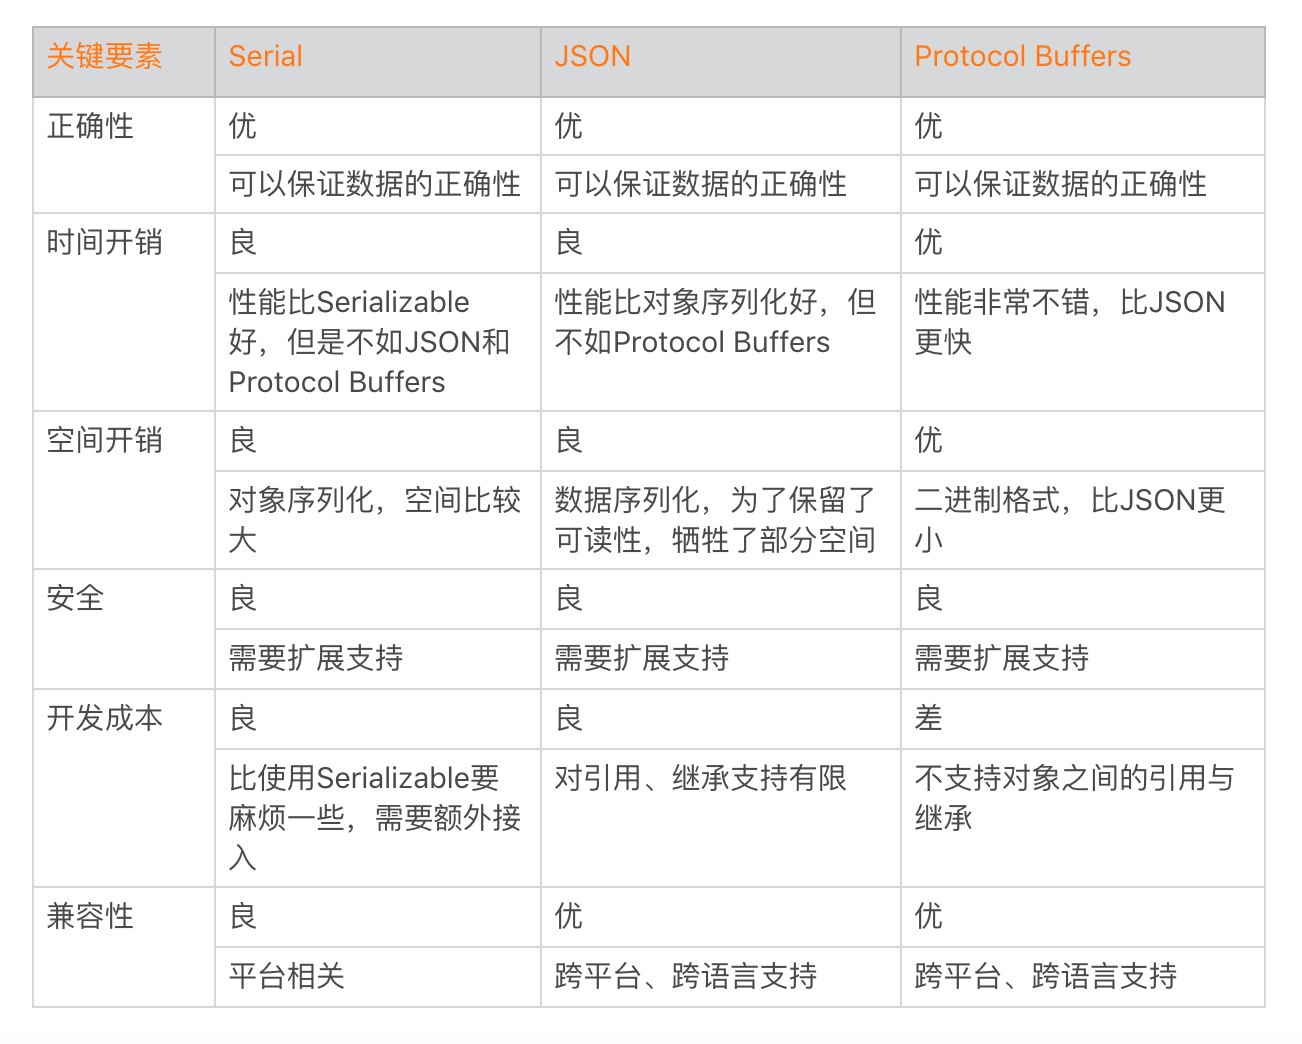 关键要素 Serial JSON Protocol Buffers
正确性 优 优 优
可以保证数据的正确性 可以保证数据的正确性 可以保证数据的正确性
时间开销 良 良 优
性能比Serializable
好，但是不如JSON和
Protocol Buffers
性能比对象序列化好，但
不如Protocol Buffers
性能非常不错，比JSON
更快
空间开销 良 良 优
对象序列化，空间比较
大
数据序列化，为了保留了
可读性，牺牲了部分空间
二进制格式，比JSON更
小
安全 良 良 良
需要扩展支持 需要扩展支持 需要扩展支持
开发成本 良 良 差
比使用Serializable要
麻烦一些，需要额外接
入
对引用、继承支持有限
不支持对象之间的引用与
继承
兼容性 良 优 优
平台相关 跨平台、跨语言支持 跨平台、跨语言支持